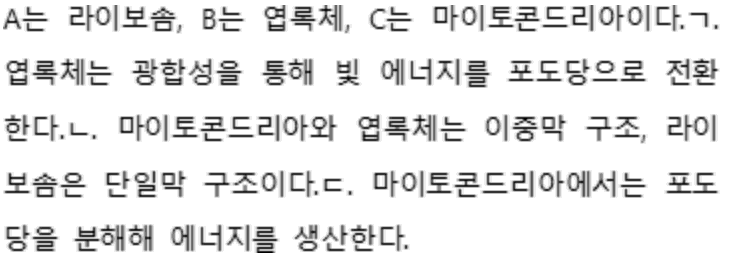 A는 라이보솜, B는 엽록체, C는 마이토콘드리아이다.ㄱ.
엽록체는 광합성을 통해 빛 에너지를 포도당으로 전환
한다.ㄴ. 마이토콘드리아와 엽록체는 이중막 구조, 라이
보솜은 단일막 구조이다.ㄷ. 마이토콘드리아에서는 포도
당을 분해해 에너지를 생산한다.